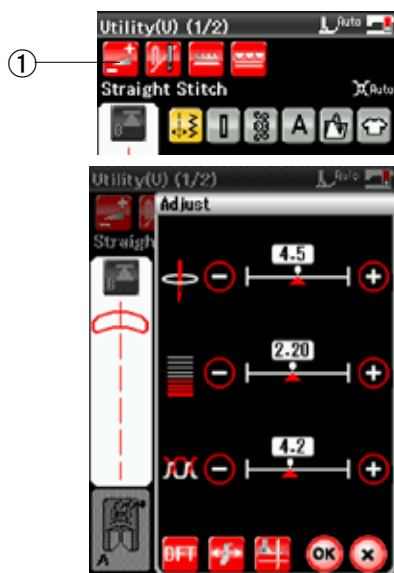 Utility(U) (1/2) Auto
①
Straight Stitch Auto
B A
Utility(U) (1/2) Auto
Adjust
Straigh
4.5
B
2.20
4.2
A
DFT OK